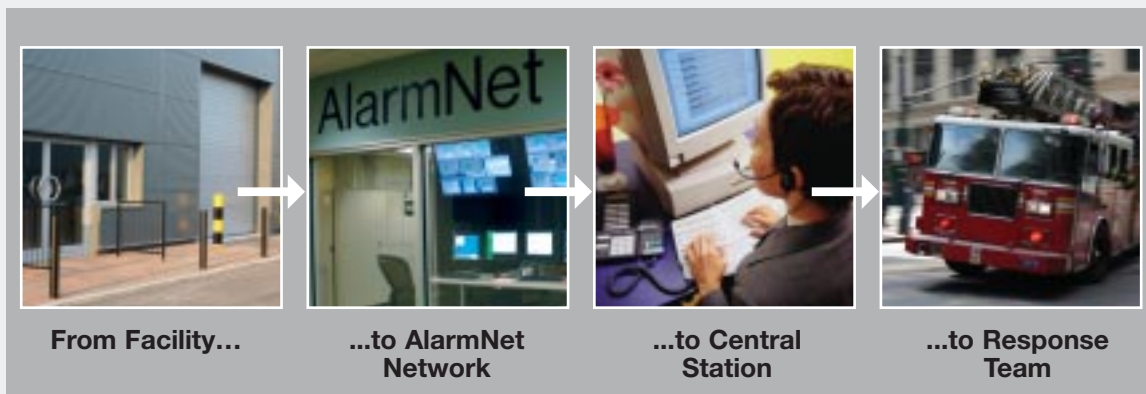 AlarmNet
From Facility...
...to AlarmNet
Network
...to Central
Station
...to Response
Team